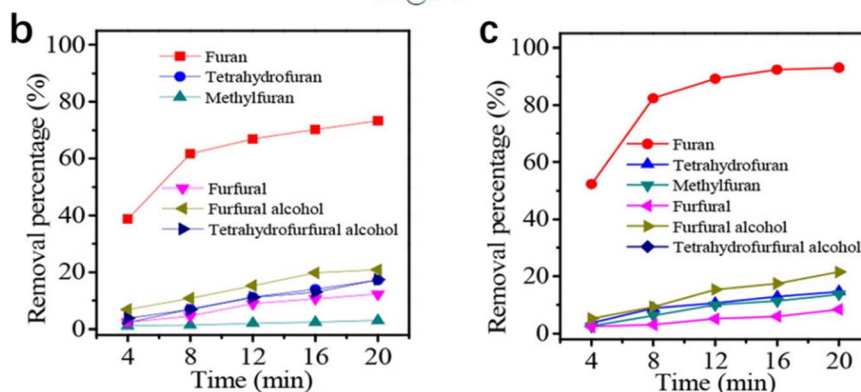 b
Removal percentage (%)
100
80
60
40
20
0
Furan
Tetrahydrofuran
Methylfuran
Furfural
Furfural alcohol
Tetrahydrofurfural alcohol
4 8 12 16 20
Time (min)
c
Removal percentage (%)
100
80
60
40
20
0
Furan
Tetrahydrofuran
Methylfuran
Furfural
Furfural alcohol
Tetrahydrofurfural alcohol
4 8 12 16 20
Time (min)